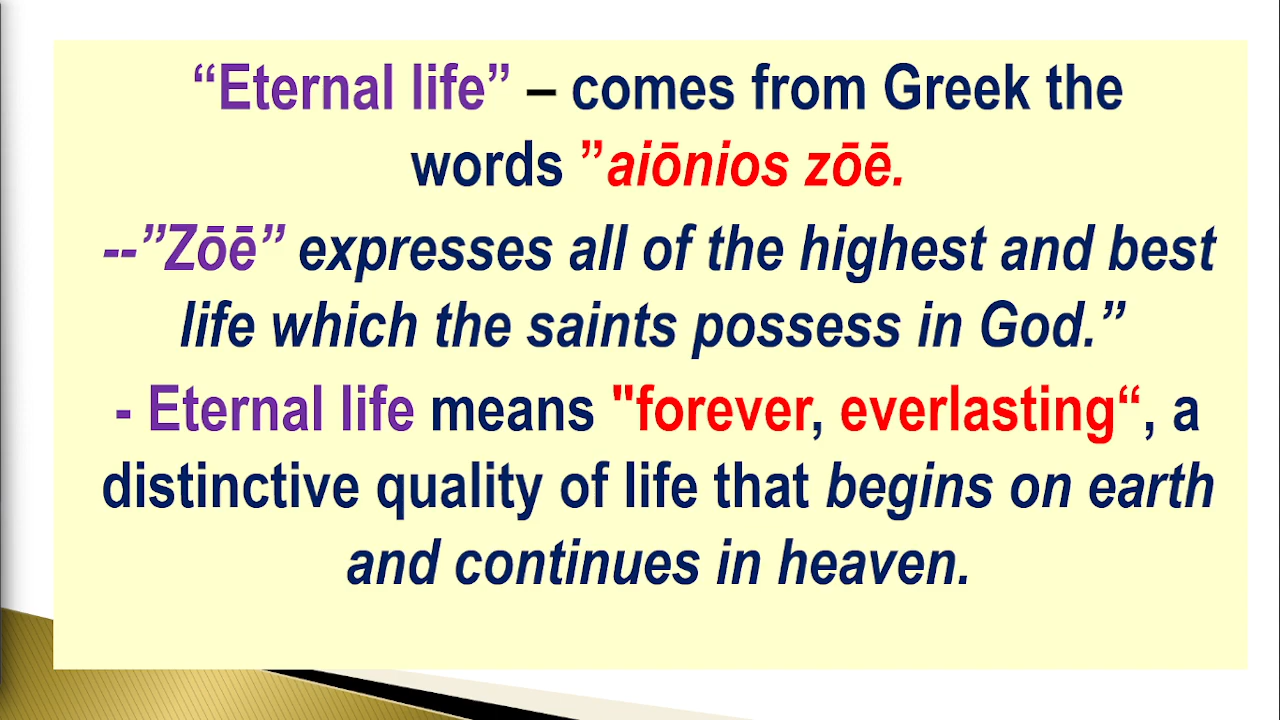 “Eternal life” – comes from Greek the
words ”aiōnios zōē.
--”Zōē” expresses all of the highest and best
life which the saints possess in God.”
- Eternal life means "forever, everlasting“, a
distinctive quality of life that begins on earth
and continues in heaven.